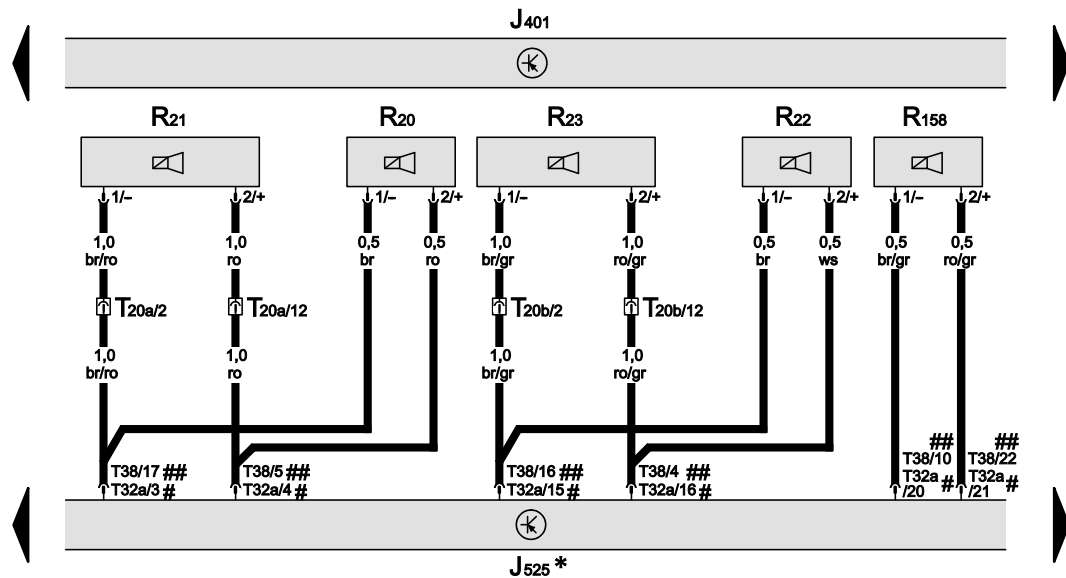 J401
R21 R20 R23 R22 R158
1/– 2/+ 1/– 2/+ 1/– 2/+ 1/– 2/+ 1/– 2/+
1,0 1,0 0,5 0,5 1,0 1,0 0,5 0,5 0,5 0,5
br/ro ro br ro br/gr ro/gr br ws br/gr ro/gr
T20a/2 T20a/12 T20b/2 T20b/12
1,0 1,0 1,0 1,0
br/ro ro br/gr ro/gr
## ##
T38/17 ## T38/5 ## T38/16 ## T38/4 ## T38/10 T38/22
T32a/3 # T32a/4 # T32a/15 # T32a/16 # T32a # T32a #
/20 /21
J525 *